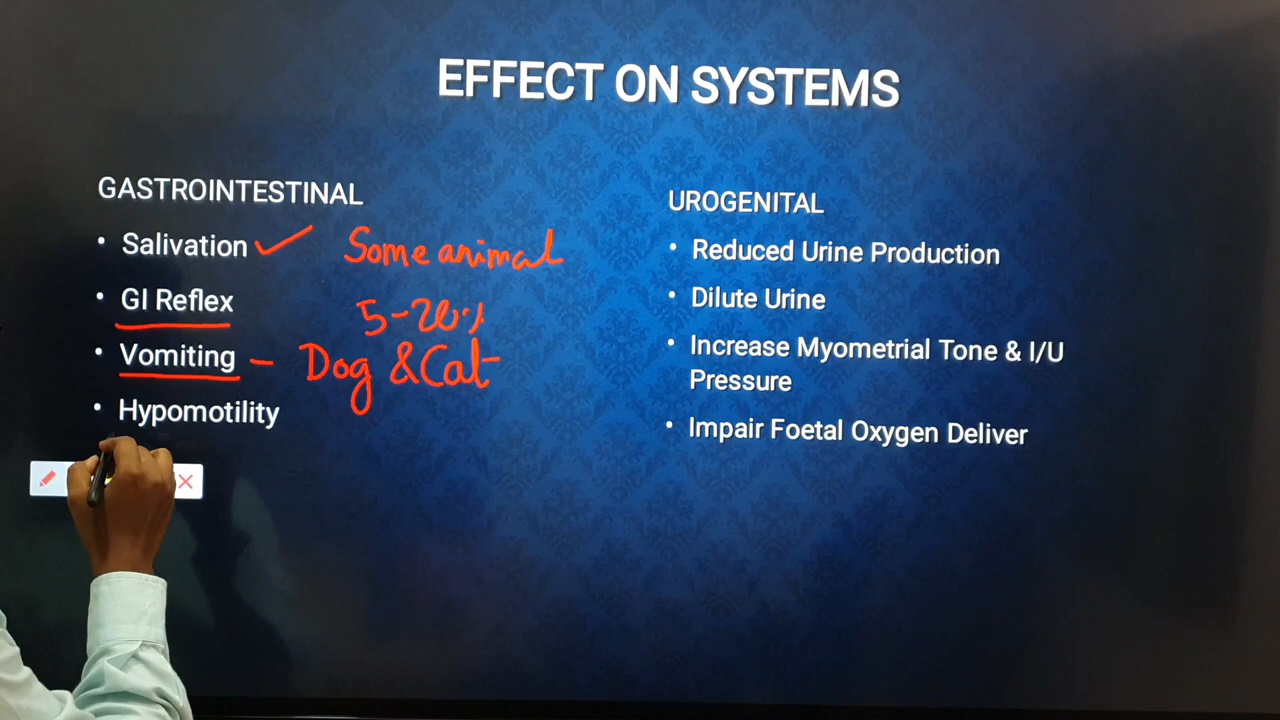 EFFECT ON SYSTEMS
GASTROINTESTINAL
• Salivation ✓ Some animal
• GI Reflex
5-20%
• Vomiting – Dog & Cat
• Hypomotility
UROGENITAL
• Reduced Urine Production
• Dilute Urine
• Increase Myometrial Tone & I/U
Pressure
• Impair Foetal Oxygen Deliver